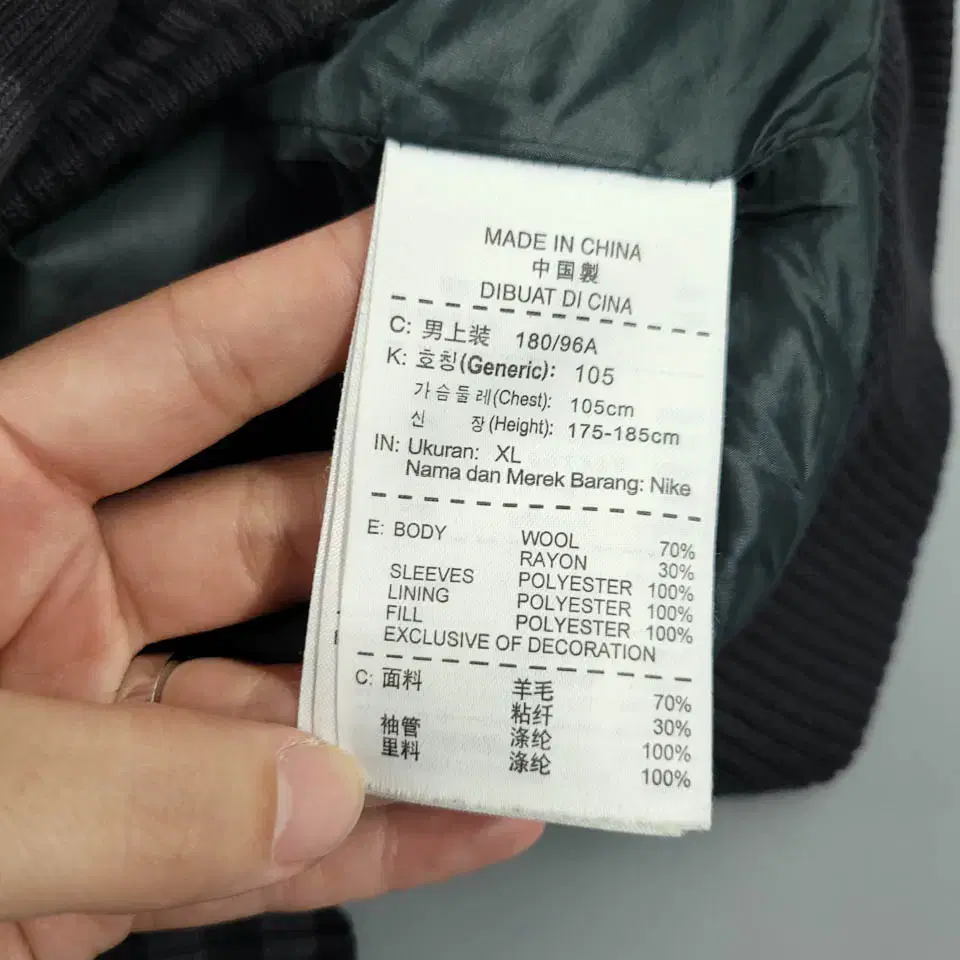 MADE IN CHINA
中国製
DIBUAT DI CINA
C: 男上装 180/96A
K: 호칭(Generic): 105
가슴둘레(Chest): 105cm
신 장(Height): 175-185cm
IN: Ukuran: XL
Nama dan Merek Barang: Nike
E: BODY WOOL 70%
RAYON 30%
SLEEVES POLYESTER 100%
LINING POLYESTER 100%
FILL POLYESTER 100%
EXCLUSIVE OF DECORATION
C: 面料 羊毛 70%
粘纤 30%
袖管 涤纶 100%
里料 涤纶 100%